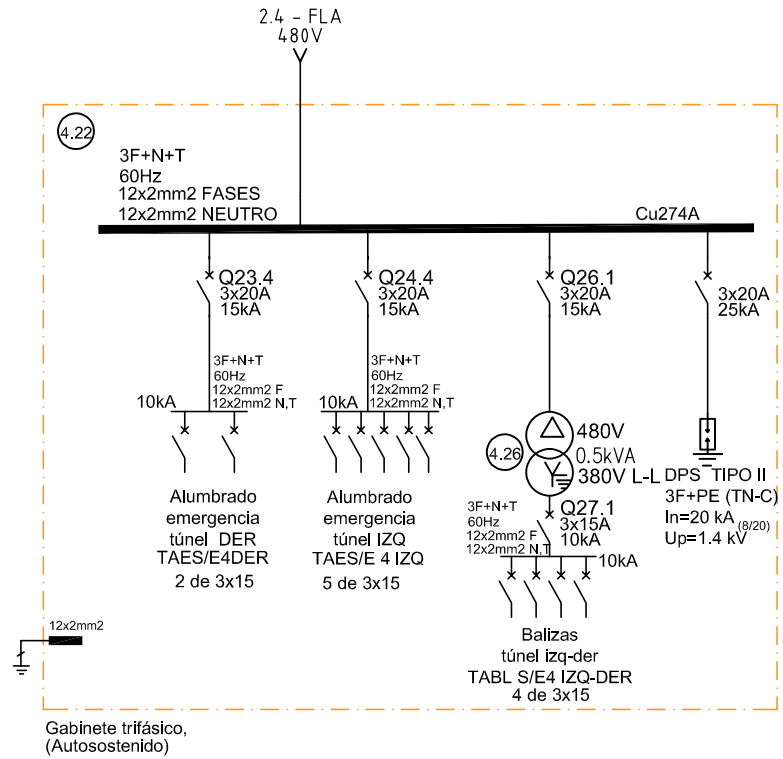 2.4 - FLA
480V
4.22
3F+N+T
60Hz
12x2mm2 FASES
12x2mm2 NEUTRO
Cu274A
Q23.4
3x20A
15kA
Q24.4
3x20A
15kA
Q26.1
3x20A
15kA
3x20A
25kA
3F+N+T
60Hz
12x2mm2 F
12x2mm2 N,T
10kA
3F+N+T
60Hz
12x2mm2 F
12x2mm2 N,T
10kA
4.26
480V
0.5kVA
380V L-L
DPS TIPO II
3F+PE (TN-C)
In=20 kA (8/20)
Up=1.4 kV
Q27.1
3x15A
10kA
3F+N+T
60Hz
12x2mm2 F
12x2mm2 N,T
10kA
Alumbrado
emergencia
túnel DER
TAES/E4DER
2 de 3x15
Alumbrado
emergencia
túnel IZQ
TAES/E 4 IZQ
5 de 3x15
Balizas
túnel izq-der
TABL S/E4 IZQ-DER
4 de 3x15
12x2mm2
Gabinete trifásico,
(Autosostenido)